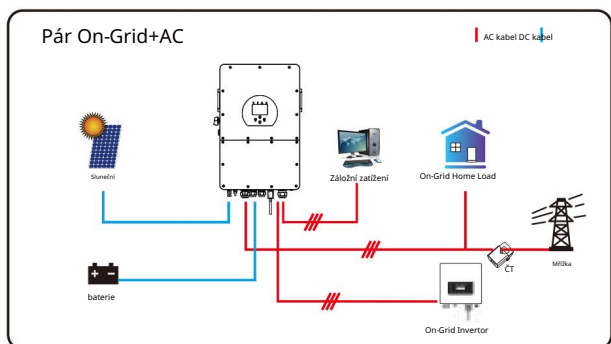 Pár On-Grid+AC
AC kabel DC kabel
Sluneční
Záložní zatížení
On-Grid Home Load
ČT
Mřížka
baterie
On-Grid Invertor